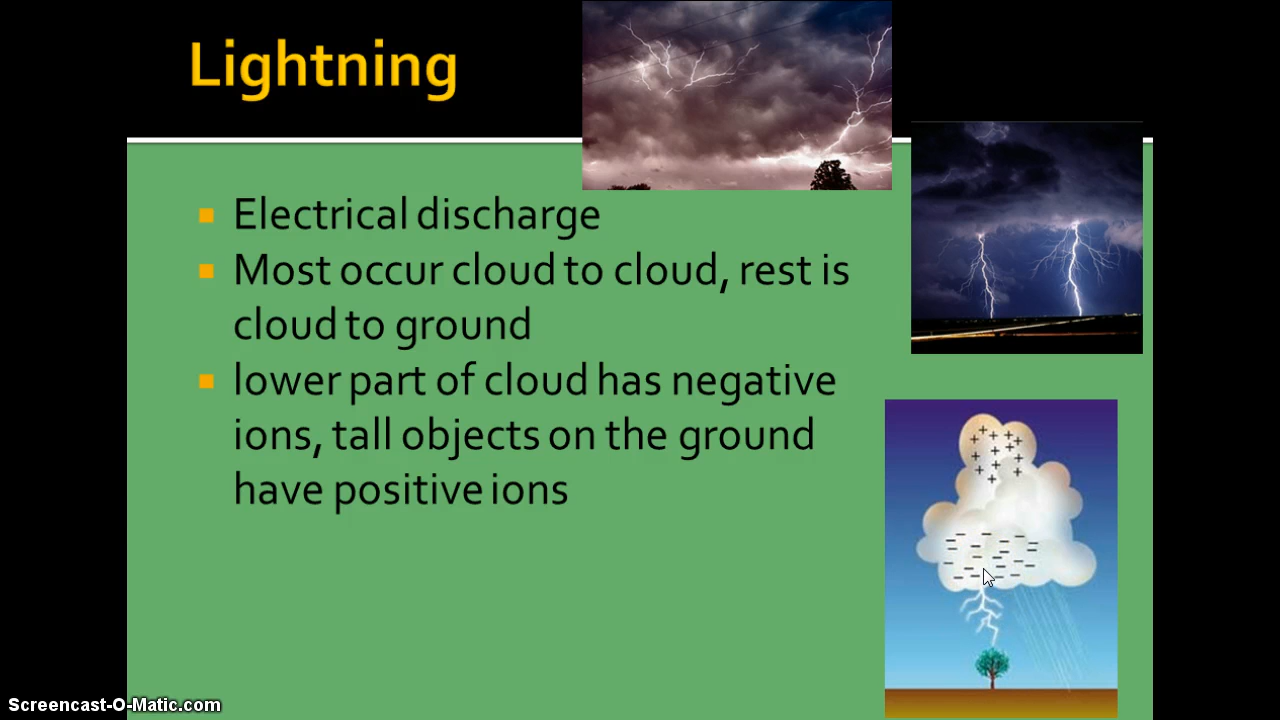 Lightning
Electrical discharge
Most occur cloud to cloud, rest is
cloud to ground
lower part of cloud has negative
ions, tall objects on the ground
have positive ions
Screencast-O-Matic.com